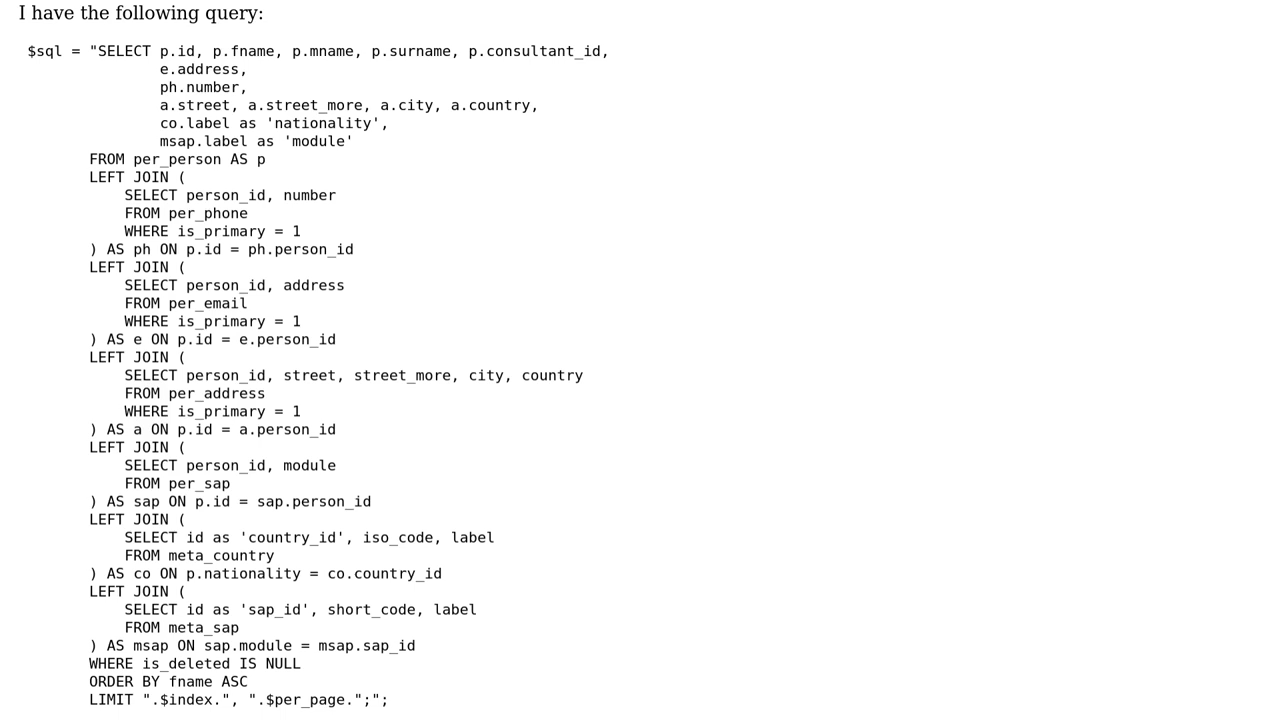 I have the following query:
$sql = "SELECT p.id, p.fname, p.mname, p.surname, p.consultant_id,
               e.address,
               ph.number,
               a.street, a.street_more, a.city, a.country,
               co.label as 'nationality',
               msap.label as 'module'
       FROM per_person AS p
       LEFT JOIN (
           SELECT person_id, number
           FROM per_phone
           WHERE is_primary = 1
       ) AS ph ON p.id = ph.person_id
       LEFT JOIN (
           SELECT person_id, address
           FROM per_email
           WHERE is_primary = 1
       ) AS e ON p.id = e.person_id
       LEFT JOIN (
           SELECT person_id, street, street_more, city, country
           FROM per_address
           WHERE is_primary = 1
       ) AS a ON p.id = a.person_id
       LEFT JOIN (
           SELECT person_id, module
           FROM per_sap
       ) AS sap ON p.id = sap.person_id
       LEFT JOIN (
           SELECT id as 'country_id', iso_code, label
           FROM meta_country
       ) AS co ON p.nationality = co.country_id
       LEFT JOIN (
           SELECT id as 'sap_id', short_code, label
           FROM meta_sap
       ) AS msap ON sap.module = msap.sap_id
       WHERE is_deleted IS NULL
       ORDER BY fname ASC
       LIMIT ".$index.", ".$per_page.";";